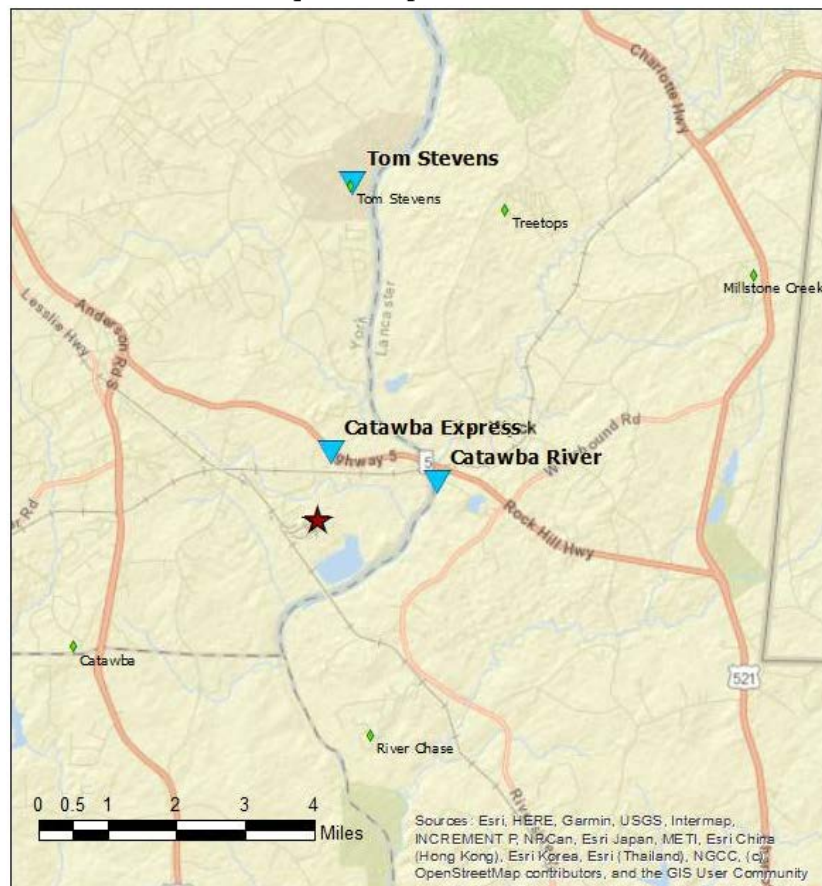 Charlotte Hwy
Tom Stevens
Tom Stevens
Treetops
Millstone Creek
Lesslie Hwy
Anderson Rd S
York
Lancaster
Catawba Express
Catawba River
5
Rock Hill Hwy
Rd
Catawba
521
River Chase
0 0.5 1 2 3 4
Miles
Sources: Esri, HERE, Garmin, USGS, Intermap,
INCREMENT P, NRCan, Esri Japan, METI, Esri China
(Hong Kong), Esri Korea, Esri (Thailand), NGCC, (c)
OpenStreetMap contributors, and the GIS User Community